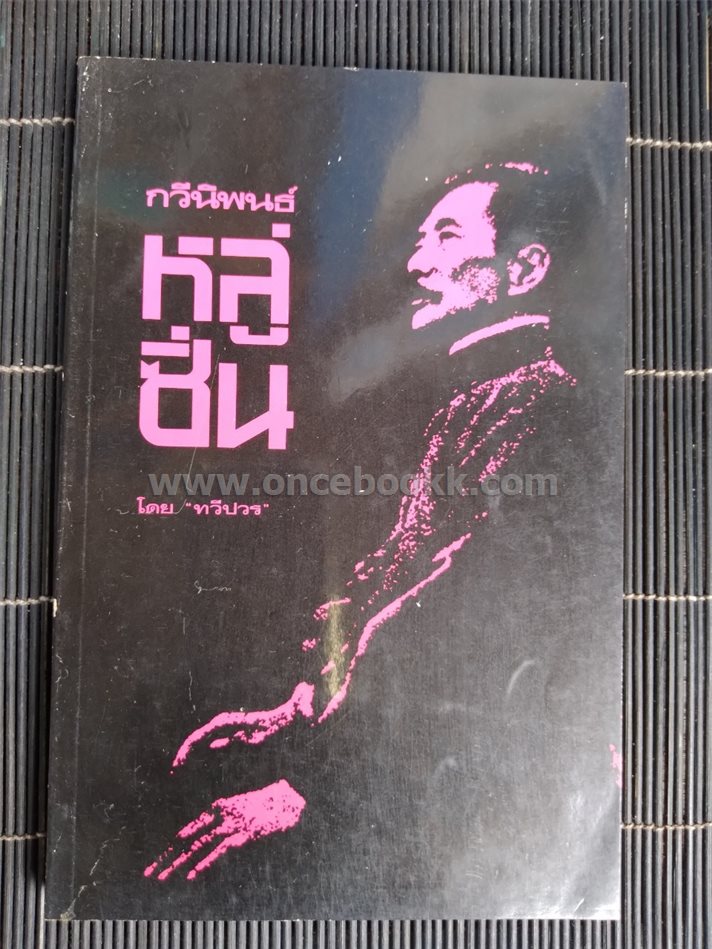 กวีนิพนธ์
หลู่
ซิ่น
www.oncebookk.com
โดย "ทวีปวร"